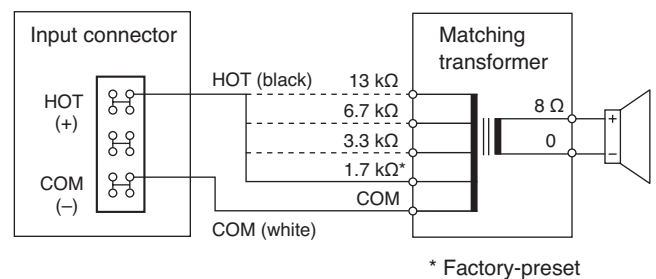 Input connector
HOT
(+)
COM
(–)
HOT (black)
COM (white)
13 kΩ
6.7 kΩ
3.3 kΩ
1.7 kΩ*
COM
Matching
transformer
8 Ω
0
+
–
* Factory-preset